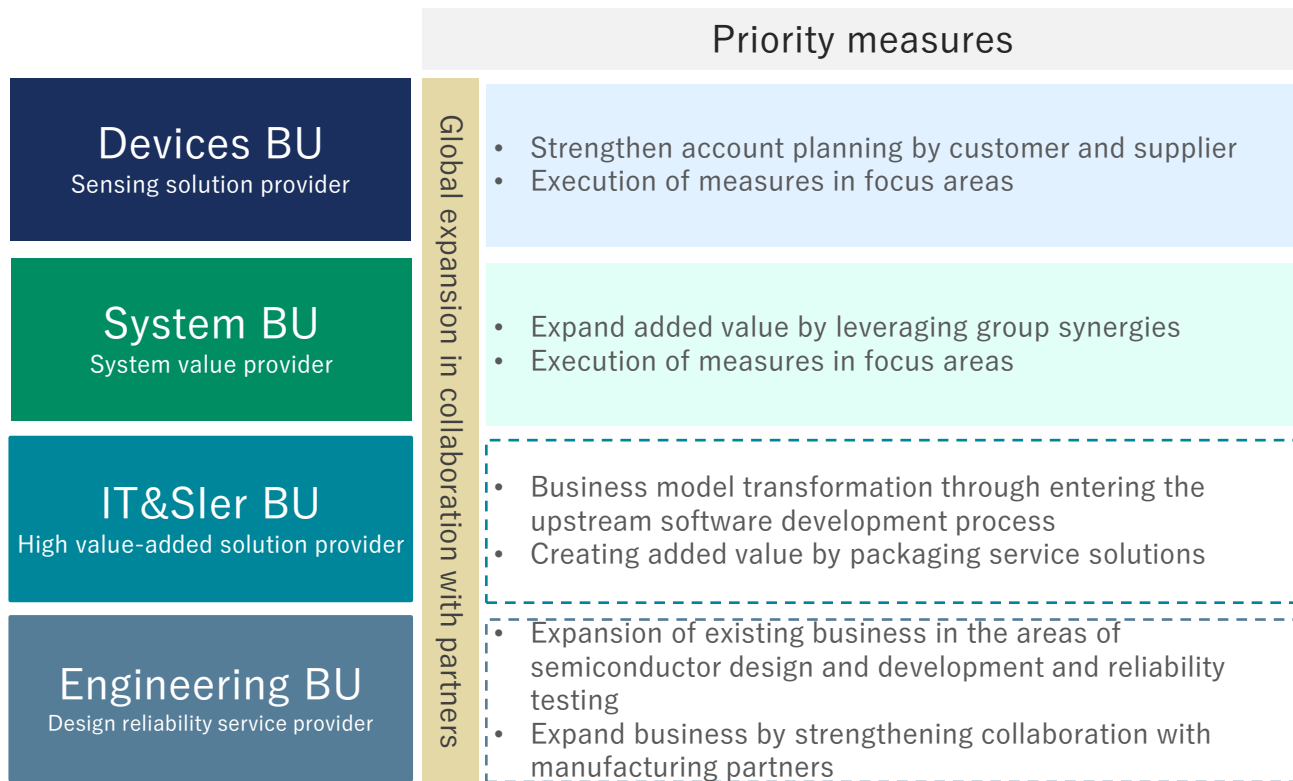 Priority measures
Devices BU
Sensing solution provider
Global expansion in collaboration with partners
• Strengthen account planning by customer and supplier
• Execution of measures in focus areas
System BU
System value provider
• Expand added value by leveraging group synergies
• Execution of measures in focus areas
IT&SIer BU
High value-added solution provider
• Business model transformation through entering the
upstream software development process
• Creating added value by packaging service solutions
Engineering BU
Design reliability service provider
• Expansion of existing business in the areas of
semiconductor design and development and reliability
testing
• Expand business by strengthening collaboration with
manufacturing partners